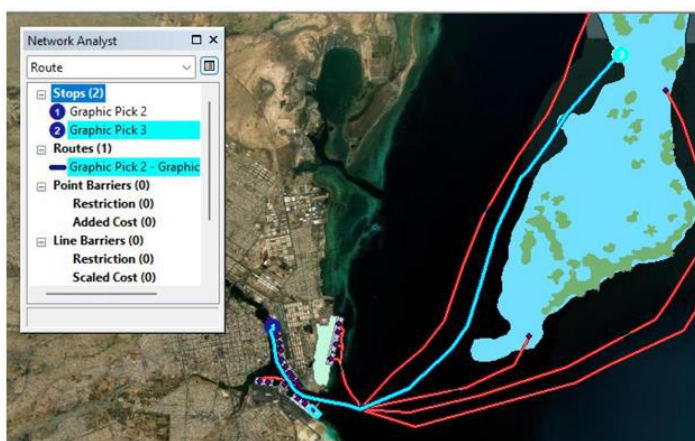 Network Analyst
Route
Stops (2)
1 Graphic Pick 2
2 Graphic Pick 3
Routes (1)
Graphic Pick 2 - Graphic
Point Barriers (0)
Restriction (0)
Added Cost (0)
Line Barriers (0)
Restriction (0)
Scaled Cost (0)
2